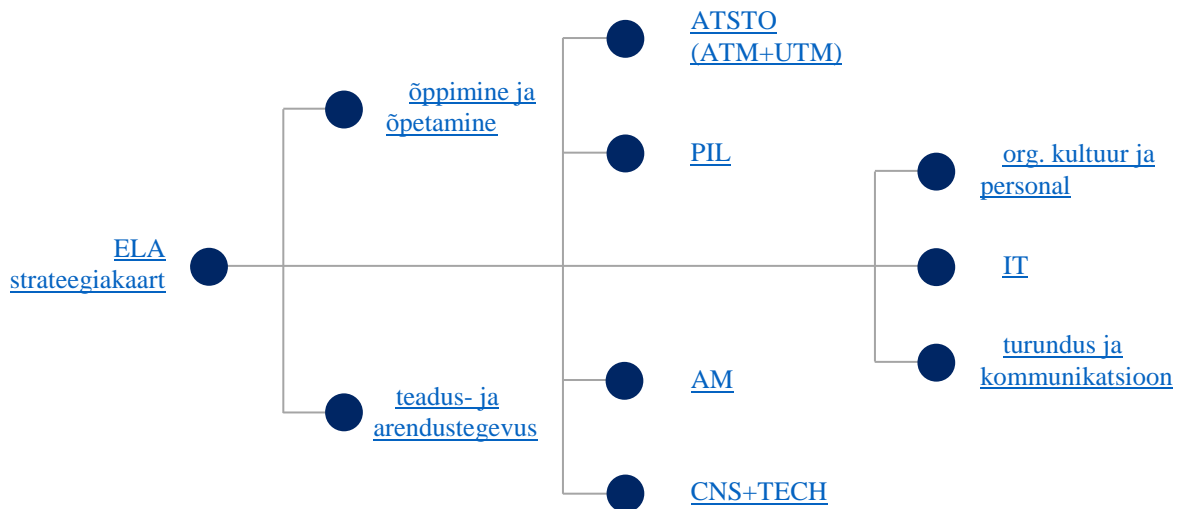 ELA
strateegiakaart
õppimine ja
õpetamine
teadus- ja
arendustegevus
ATSTO
(ATM+UTM)
PIL
AM
CNS+TECH
org. kultuur ja
personal
IT
turundus ja
kommunikatsioon